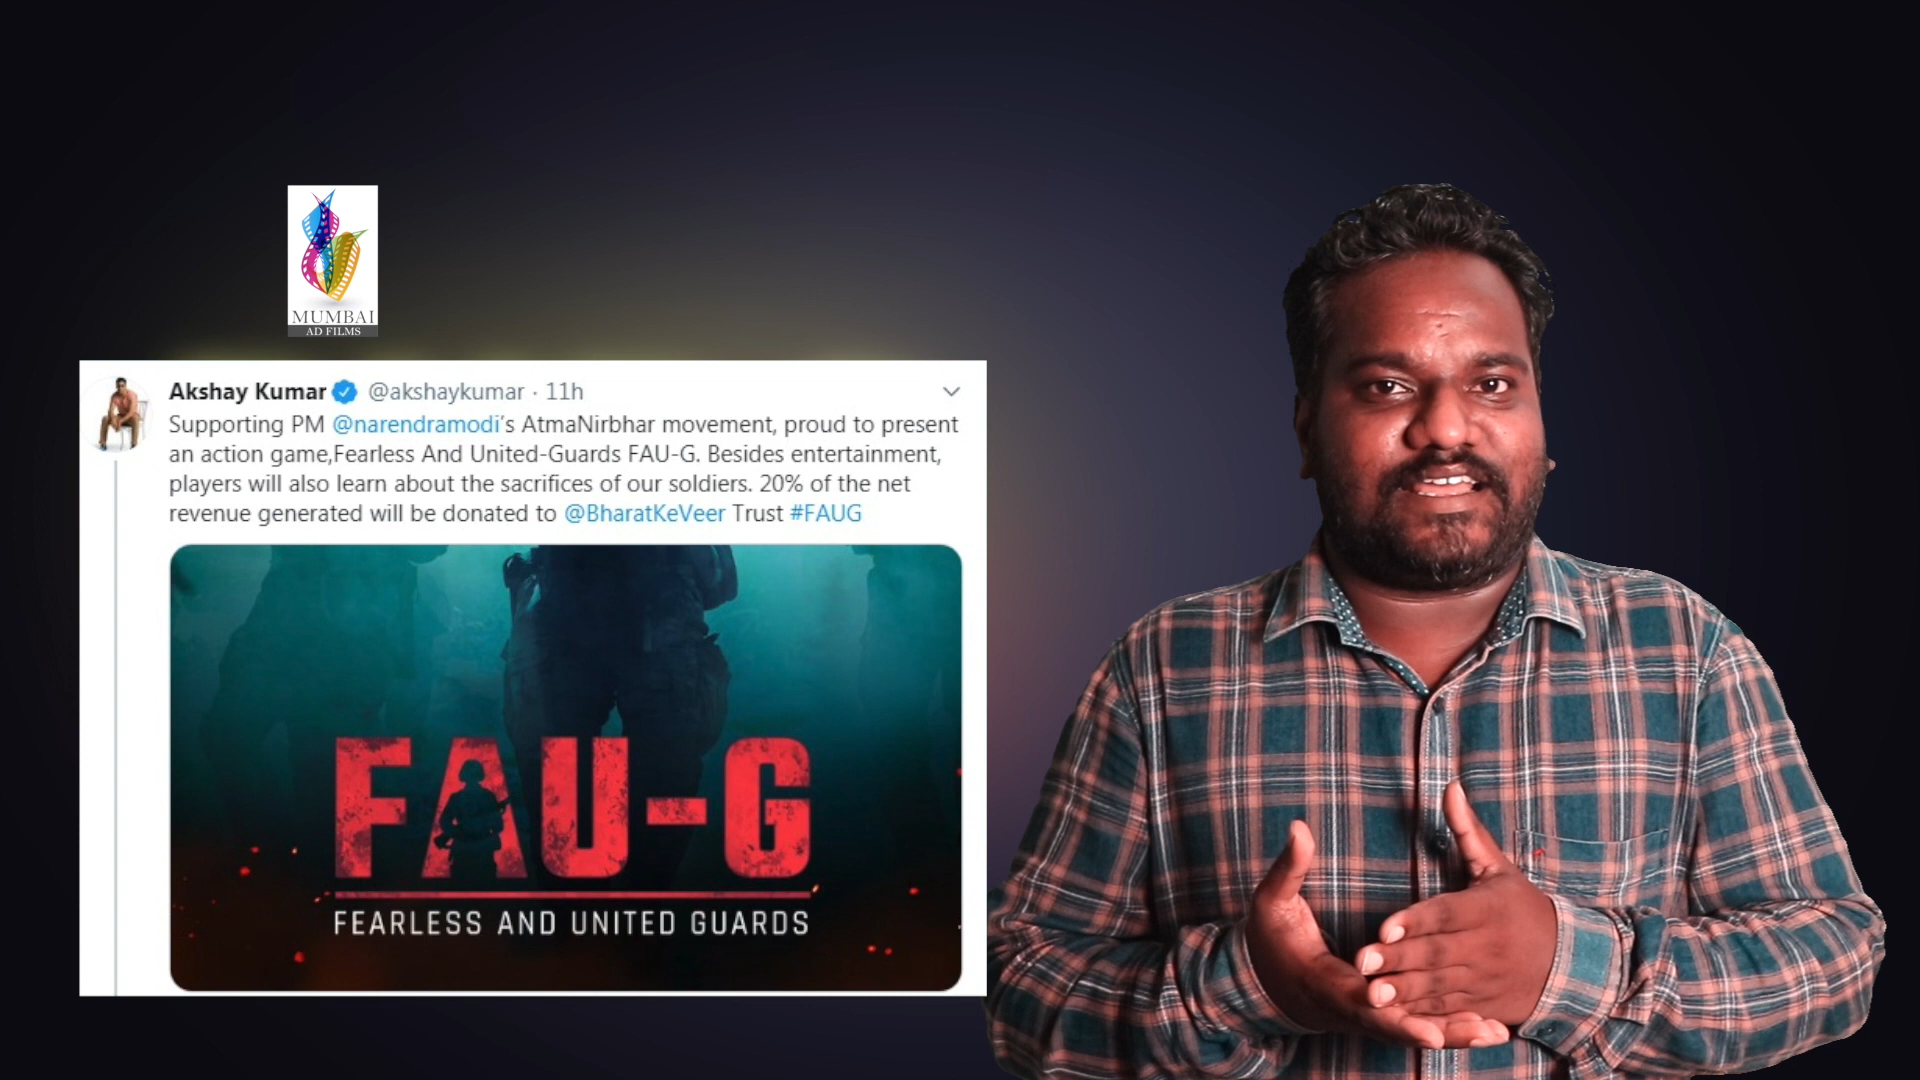 MUMBAI
AD FILMS
Akshay Kumar @akshaykumar · 11h
Supporting PM @narendramodi's AtmaNirbhar movement, proud to present
an action game,Fearless And United-Guards FAU-G. Besides entertainment,
players will also learn about the sacrifices of our soldiers. 20% of the net
revenue generated will be donated to @BharatKeVeer Trust #FAUG
FAU-G
FEARLESS AND UNITED GUARDS